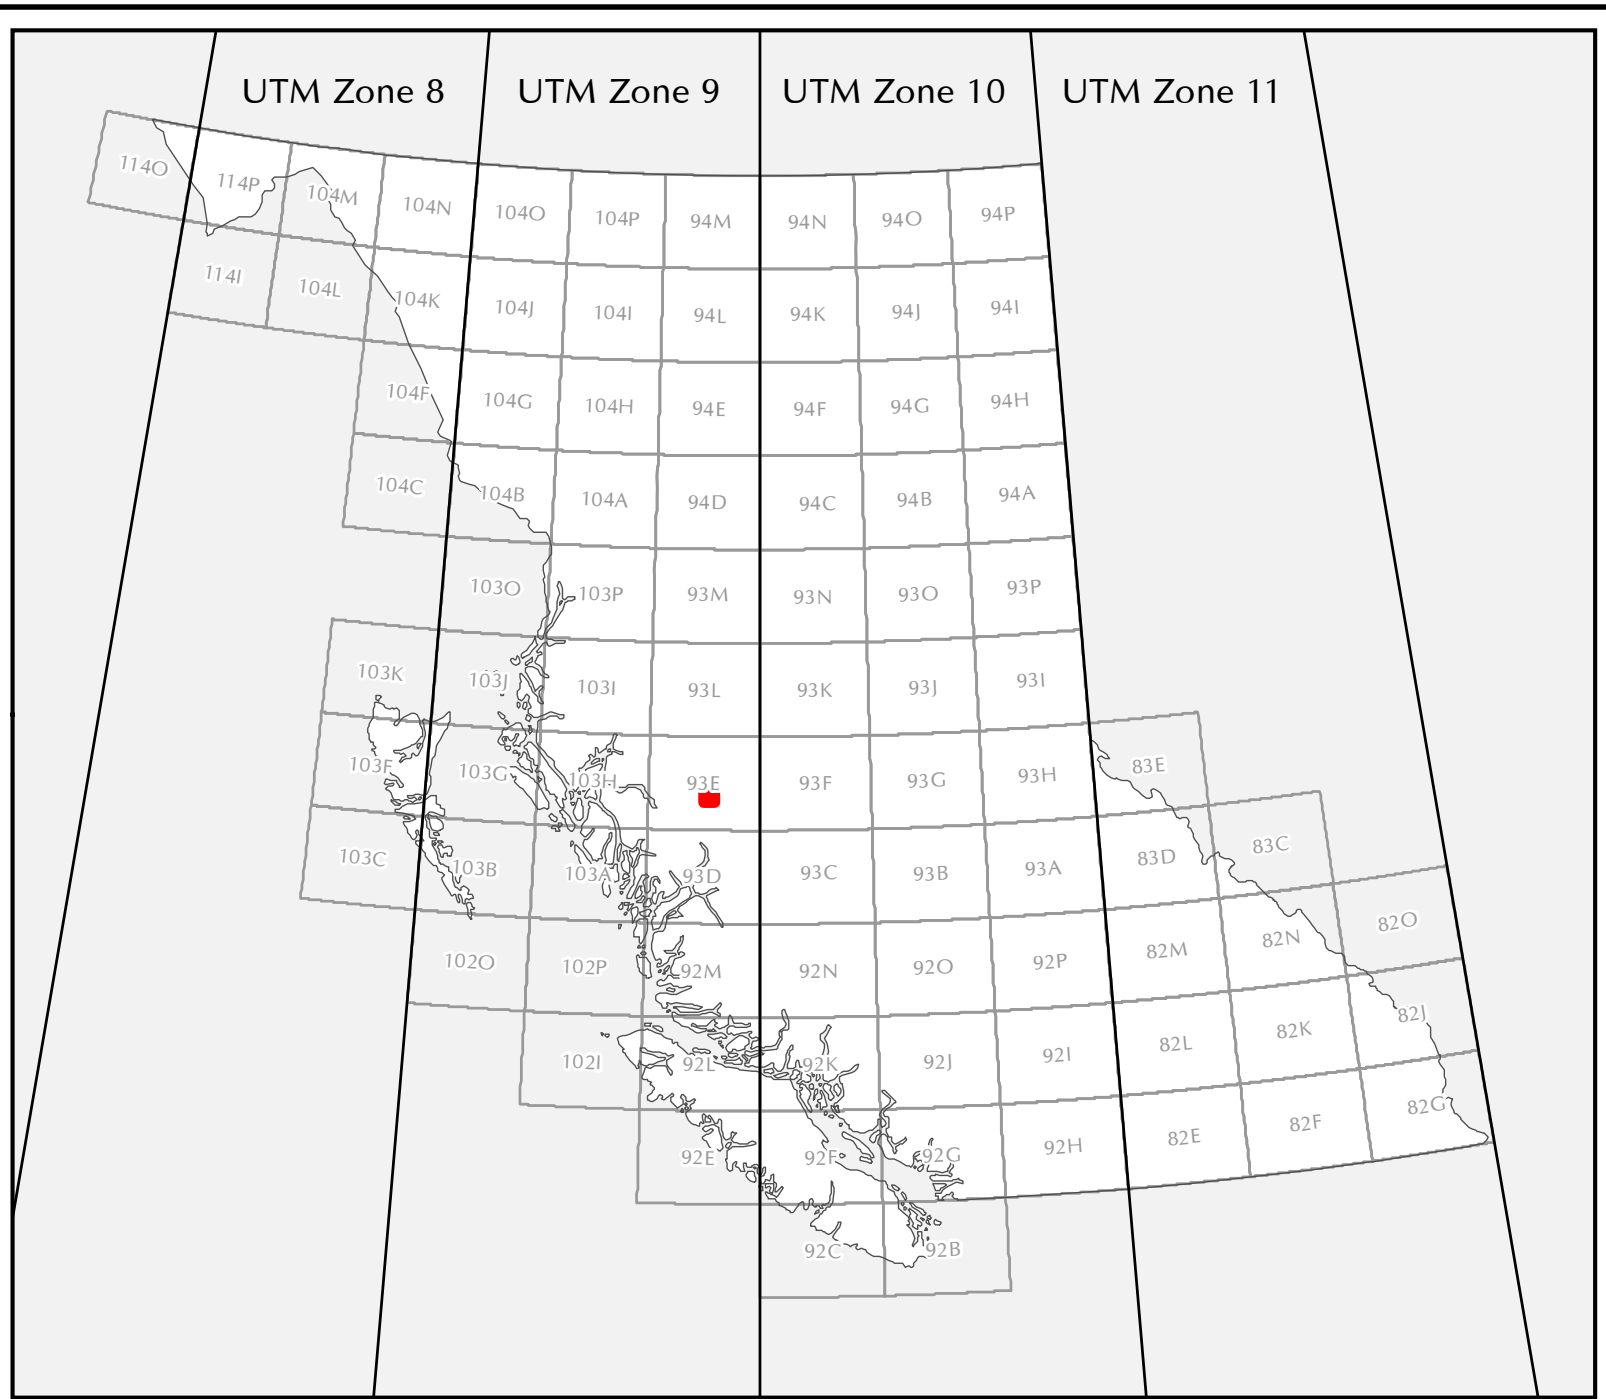 UTM Zone 8 UTM Zone 9 UTM Zone 10 UTM Zone 11
114O 114P 104M 104N 104O 104P 94M 94N 94O 94P
114I 104L 104K 104J 104I 94L 94K 94J 94I
104F 104G 104H 94E 94F 94G 94H
104C 104B 104A 94D 94C 94B 94A
103O 103P 93M 93N 93O 93P
103K 103J 103I 93L 93K 93J 93I
103F 103G 103H 93E 93F 93G 93H 83E
103C 103B 103A 93D 93C 93B 93A 83D 83C
102O 102P 92M 92N 92O 92P 82M 82N 82O
102I 92L 92K 92J 92I 82L 82K 82J
92E 92F 92G 92H 82E 82F 82G
92C 92B